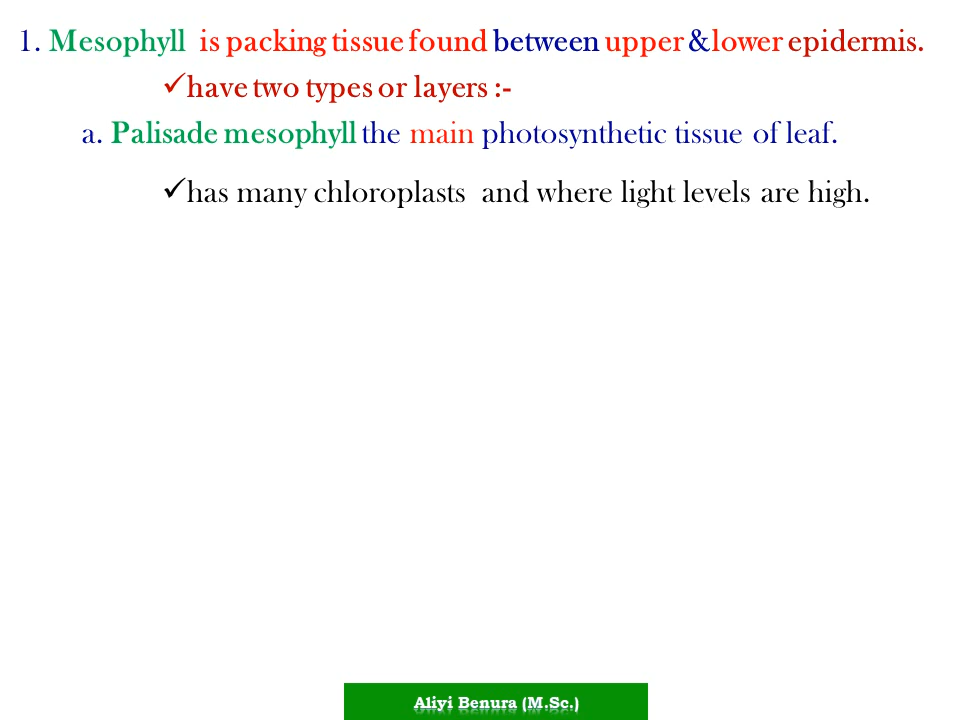 1. Mesophyll is packing tissue found between upper &lower epidermis.
✓have two types or layers :-
a. Palisade mesophyll the main photosynthetic tissue of leaf.
✓has many chloroplasts and where light levels are high.
Aliyi Benura (M.Sc.)